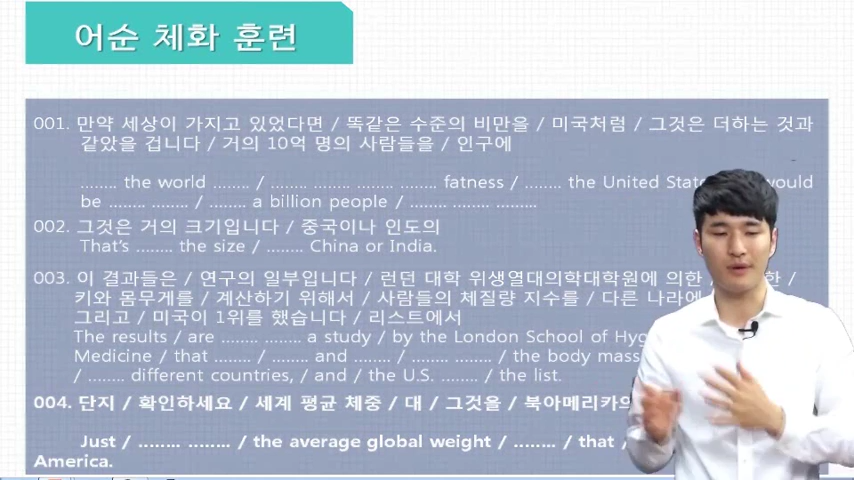 어순 체화 훈련
001. 만약 세상이 가지고 있었다면 / 똑같은 수준의 비만을 / 미국처럼 / 그것은 더하는 것과
같았을 겁니다 / 거의 10억 명의 사람들을 / 인구에
........ the world ........ / ........ ........ ........ ........ fatness / ........ the United would
be ........ ........ / ........ a billion people / ........ ........ .........
002. 그것은 거의 크기입니다 / 중국이나 인도의
That's ........ the size / ........ China or India.
003. 이 결과들은 / 연구의 일부입니다 / 런던 대학 위생열대의학대학원에 의한 / 한 /
키와 몸무게를 / 계산하기 위해서 / 사람들의 체질량 지수를 / 다른
그리고 / 미국이 1위를 했습니다 / 리스트에서
The results / are ........ ........ a study / by the London School of
Medicine / that ........ / ........ and ........ / ........ ........ / the body mass
/ ........ different countries, / and / the U.S. ........ / the list.
004. 단지 / 확인하세요 / 세계 평균 체중 / 대 / 그것을 / 북아메리카의
Just / ........ ........ / the average global weight / ........ / that /
America.